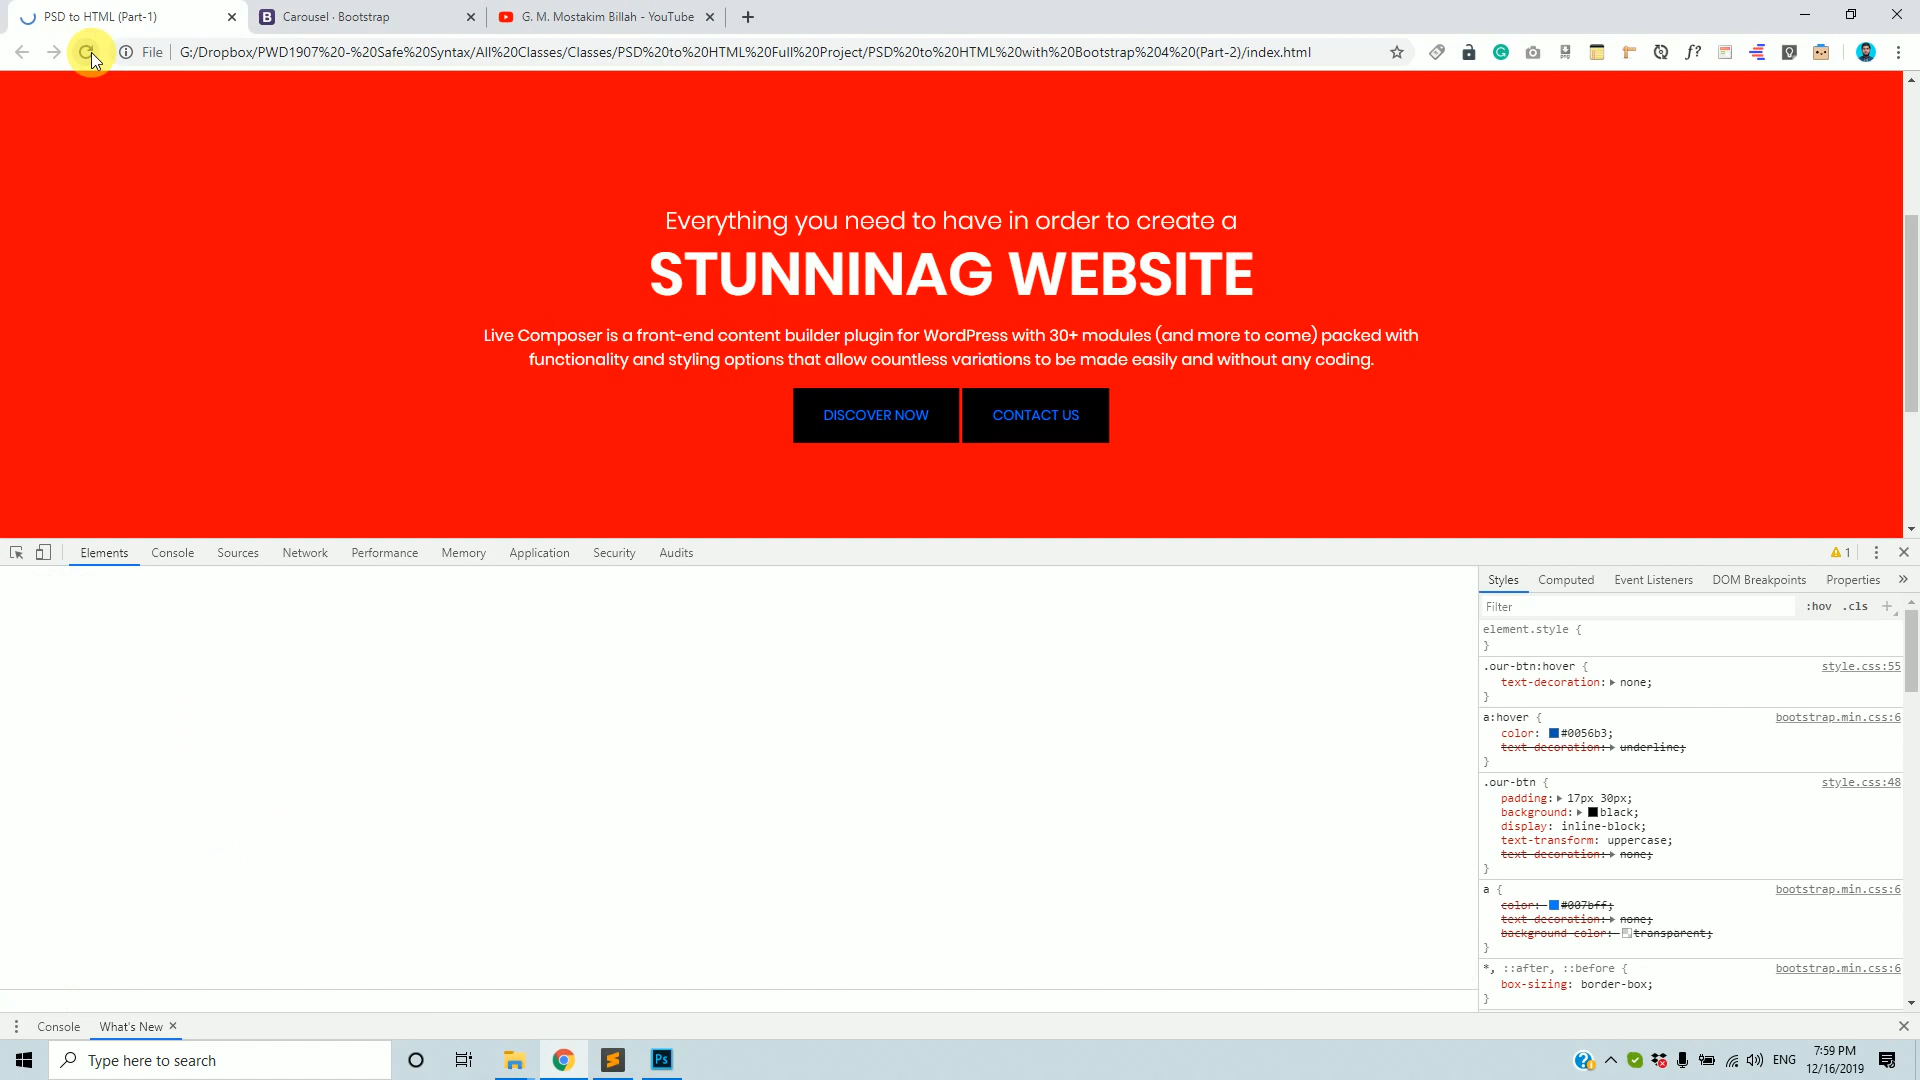 PSD to HTML (Part-1)
Carousel · Bootstrap
G. M. Mostakim Billah - YouTube
File
G:/Dropbox/PWD1907%20-%20Safe%20Syntax/All%20Classes/Classes/PSD%20to%20HTML%20Full%20Project/PSD%20to%20HTML%20with%20Bootstrap%204%20(Part-2)/index.html
Everything you need to have in order to create a
STUNNINAG WEBSITE
Live Composer is a front-end content builder plugin for WordPress with 30+ modules (and more to come) packed with
functionality and styling options that allow countless variations to be made easily and without any coding.
DISCOVER NOW
CONTACT US
Elements Console Sources Network Performance Memory Application Security Audits
1
Styles Computed Event Listeners DOM Breakpoints Properties »
Filter
:hov .cls +
element.style {
}
.our-btn:hover { style.css:55
text-decoration: none;
}
a:hover { bootstrap.min.css:6
color: #0056b3;
text-decoration: underline;
}
.our-btn { style.css:48
padding: 17px 30px;
background: black;
display: inline-block;
text-transform: uppercase;
text-decoration: none;
}
a { bootstrap.min.css:6
color: #007bff;
text-decoration: none;
background-color: transparent;
}
*, ::after, ::before { bootstrap.min.css:6
box-sizing: border-box;
}
Console
What's New
Type here to search
Ps
ENG
7:59 PM
12/16/2019